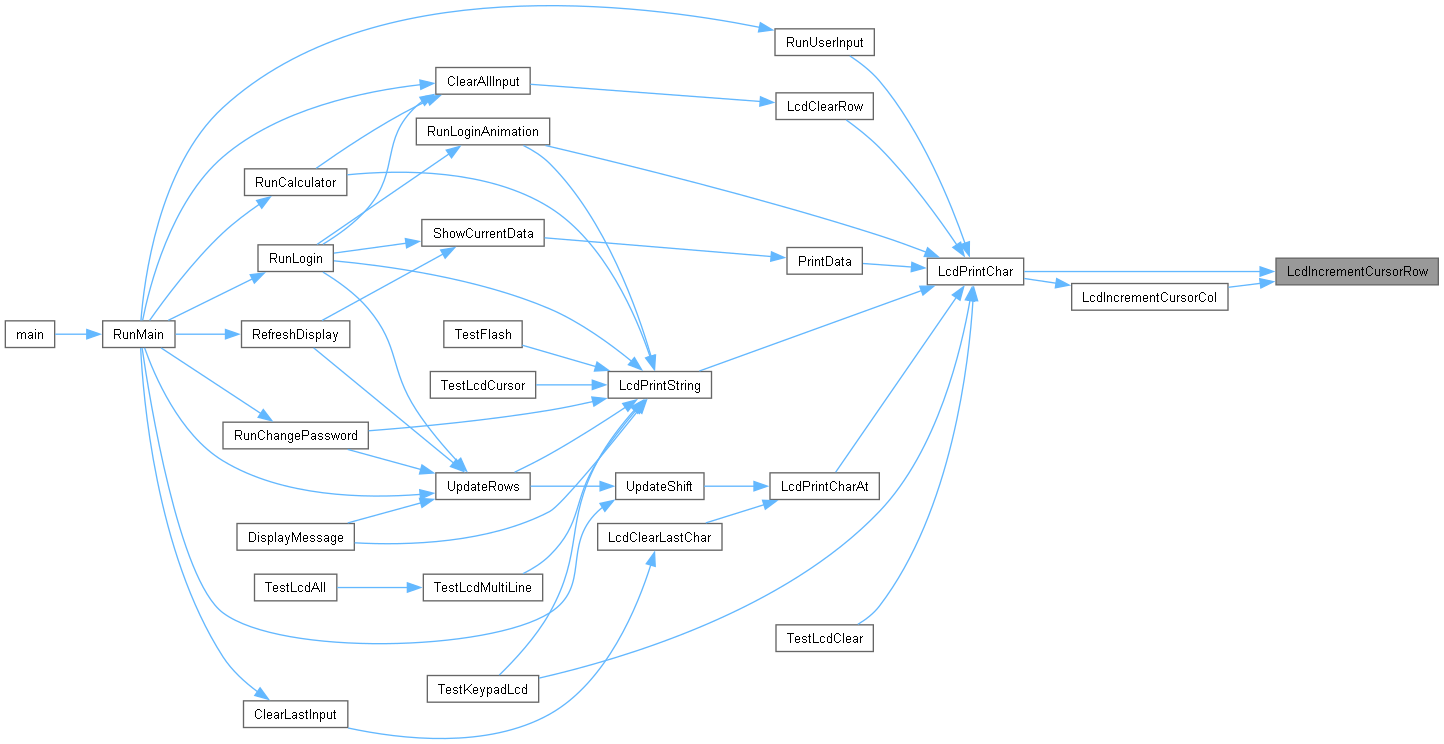 RunUserInput
ClearAllInput
LcdClearRow
RunLoginAnimation
RunCalculator
ShowCurrentData
RunLogin
PrintData
LcdPrintChar
LcdIncrementCursorRow
LcdIncrementCursorCol
main
RunMain
RefreshDisplay
TestFlash
TestLcdCursor
LcdPrintString
RunChangePassword
UpdateRows
UpdateShift
LcdPrintCharAt
DisplayMessage
LcdClearLastChar
TestLcdAll
TestLcdMultiLine
TestLcdClear
TestKeypadLcd
ClearLastInput